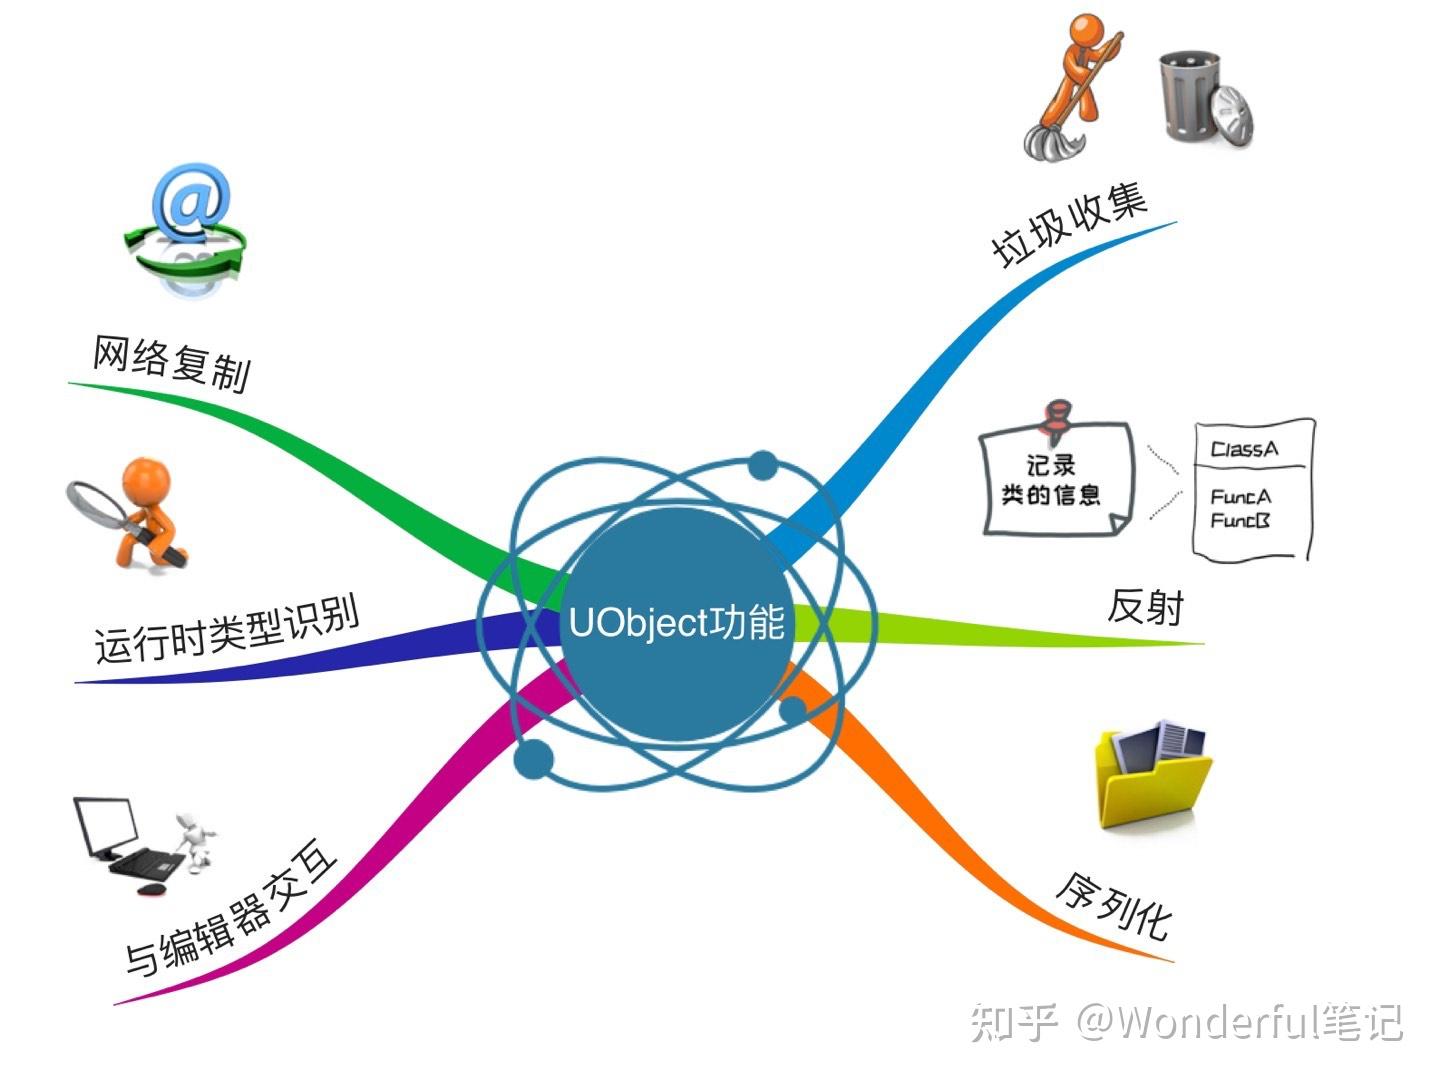 垃圾收集
网络复制
记录
类的信息
ClassA
FuncA
FuncB
运行时类型识别
UObject功能
反射
与编辑器交互
序列化
知乎 @Wonderful笔记